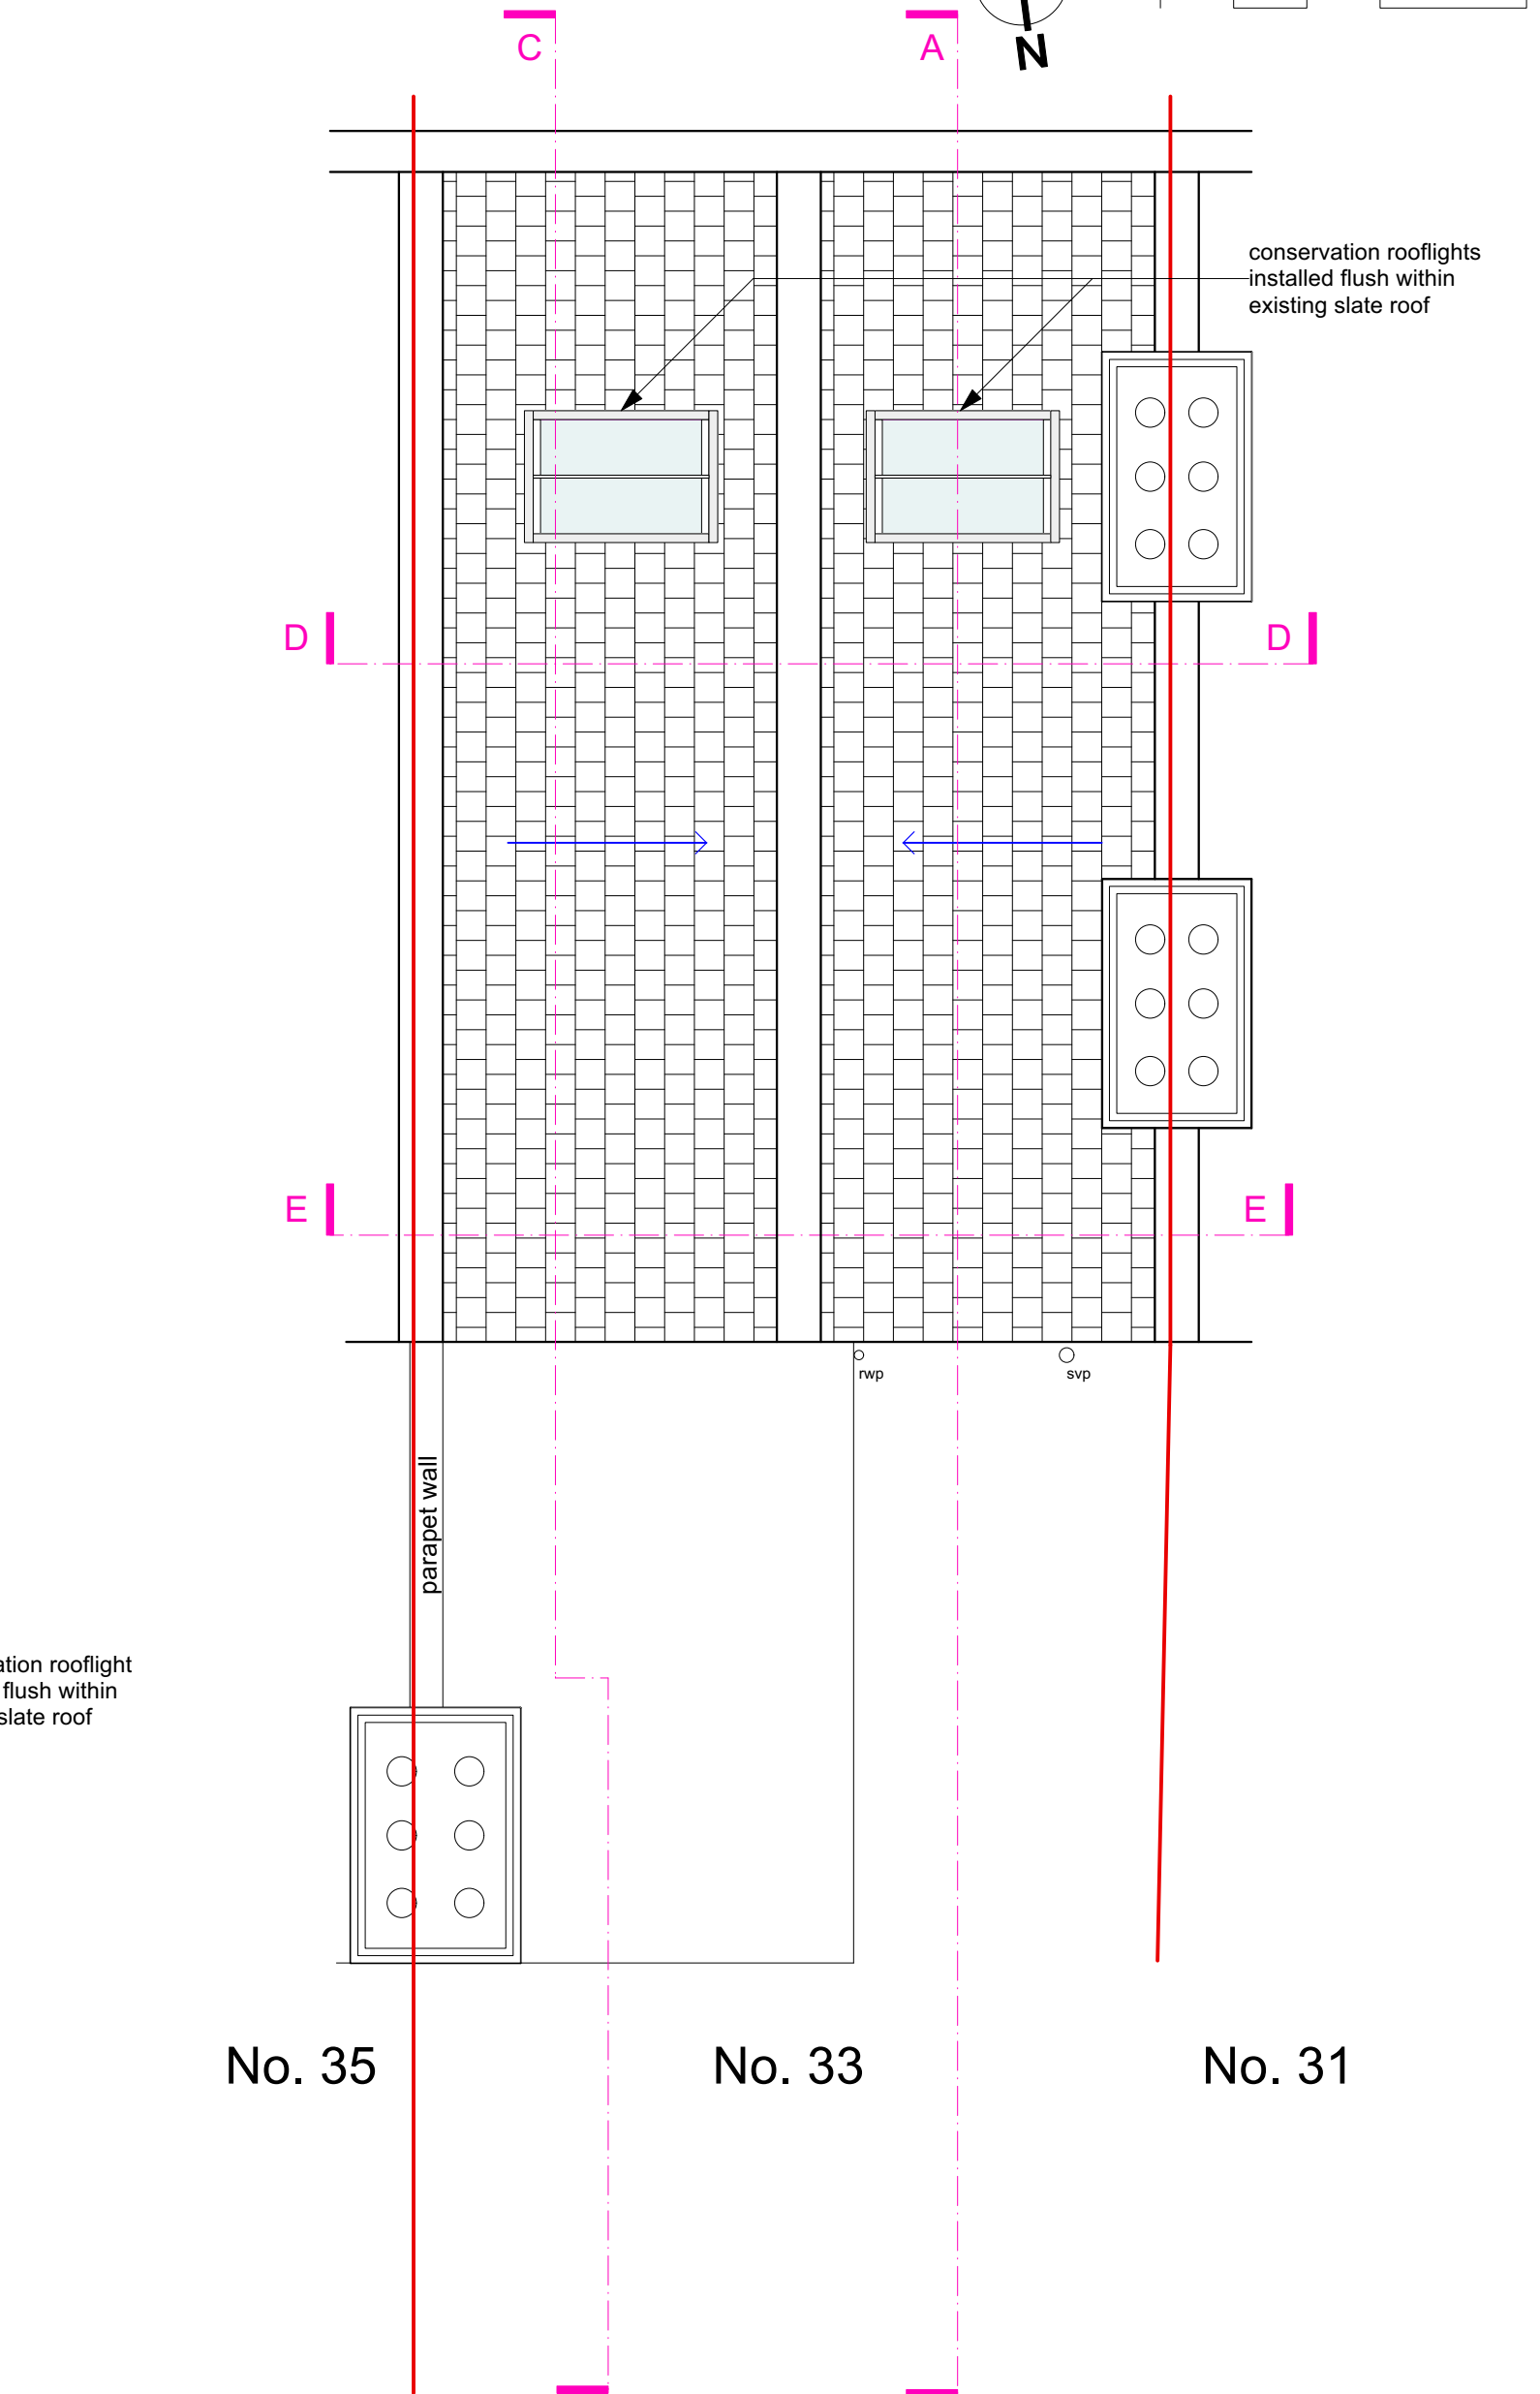 C
A
N
conservation rooflights
installed flush within
existing slate roof
D
D
E
E
rwp
svp
parapet wall
rooflight
flush within
slate roof
No. 35
No. 33
No. 31